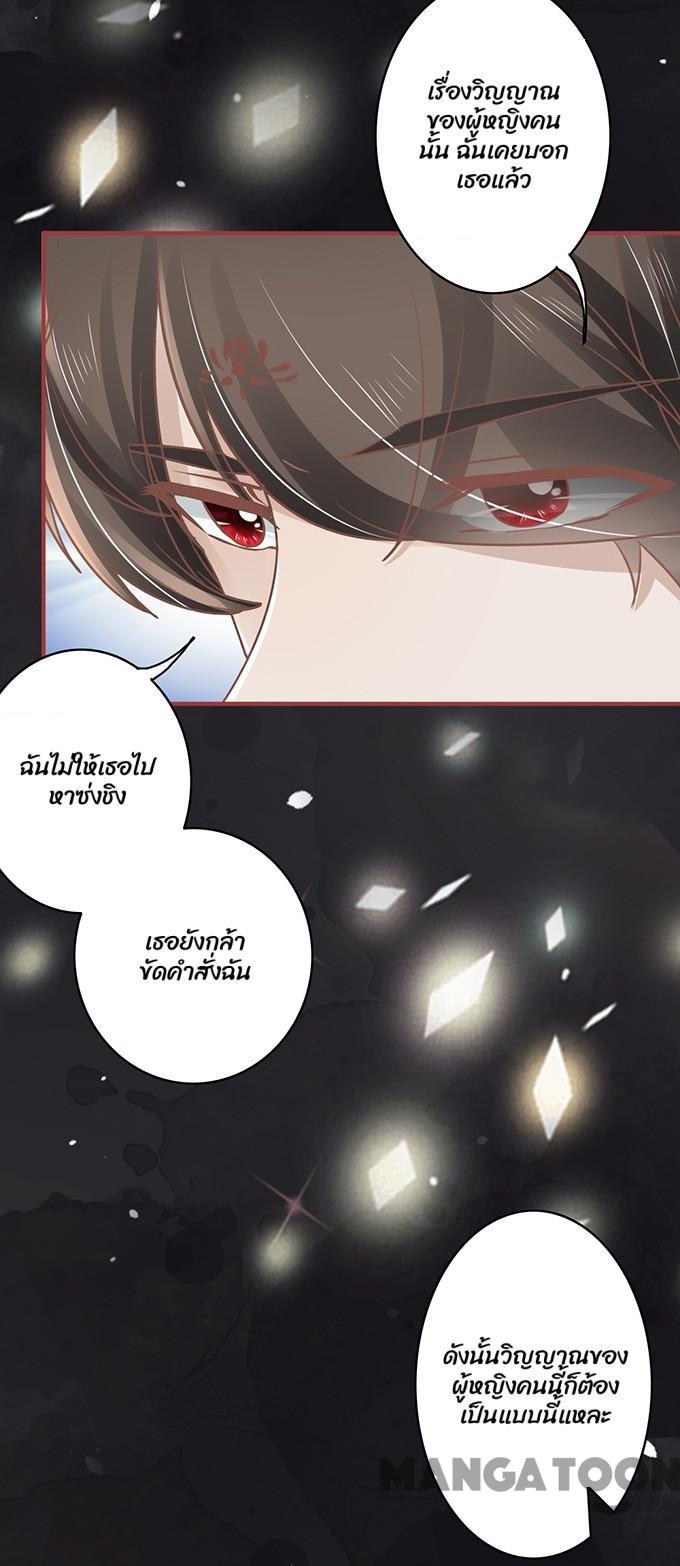 เรื่องวิญญาณ
ของผู้หญิงคน
นั้น ฉันเคยบอก
เธอแล้ว
ฉันไม่ให้เธอไป
หาซ่งชิง
เธอยังกล้า
ขัดคำสั่งฉัน
ดังนั้นวิญญาณของ
ผู้หญิงคนนี้ก็ต้อง
เป็นแบบนี้แหละ
MANGA TOON